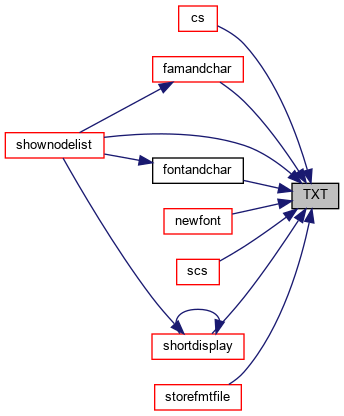 cs
famandchar
shownodelist
fontandchar
TXT
newfont
scs
shortdisplay
storefmtfile